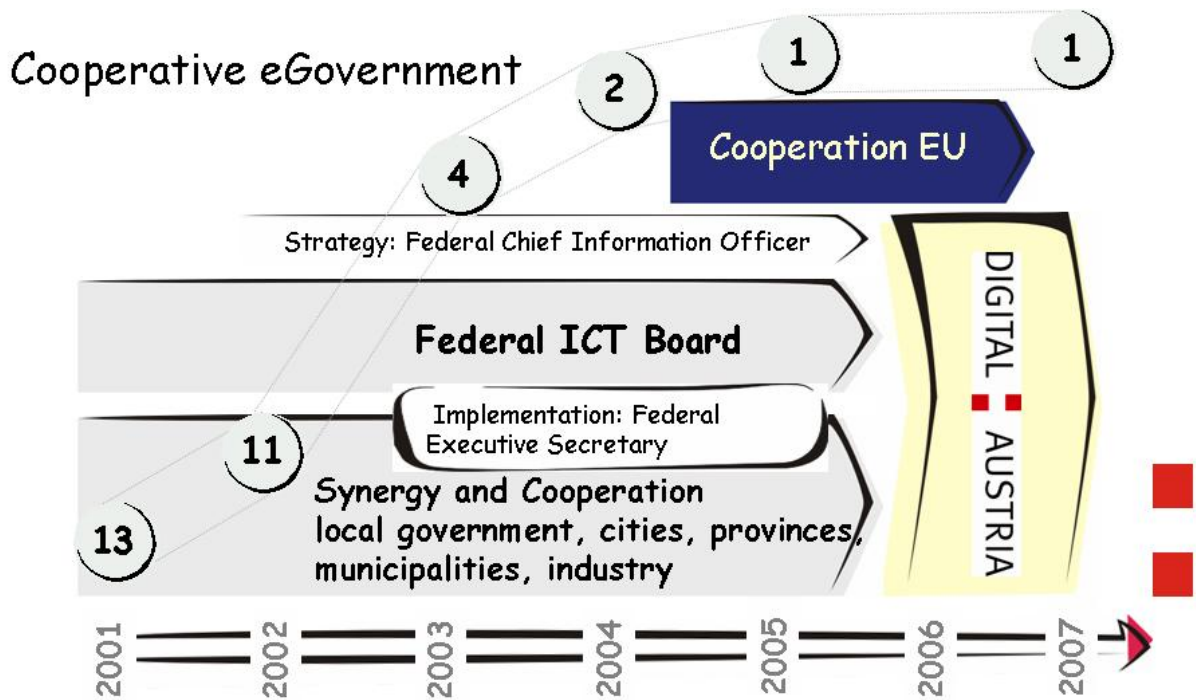 Cooperative eGovernment
1
1
2
4
11
13
Cooperation EU
Strategy: Federal Chief Information Officer
Federal ICT Board
Implementation: Federal
Executive Secretary
Synergy and Cooperation
local government, cities, provinces,
municipalities, industry
DIGITAL AUSTRIA
2001
2002
2003
2004
2005
2006
2007